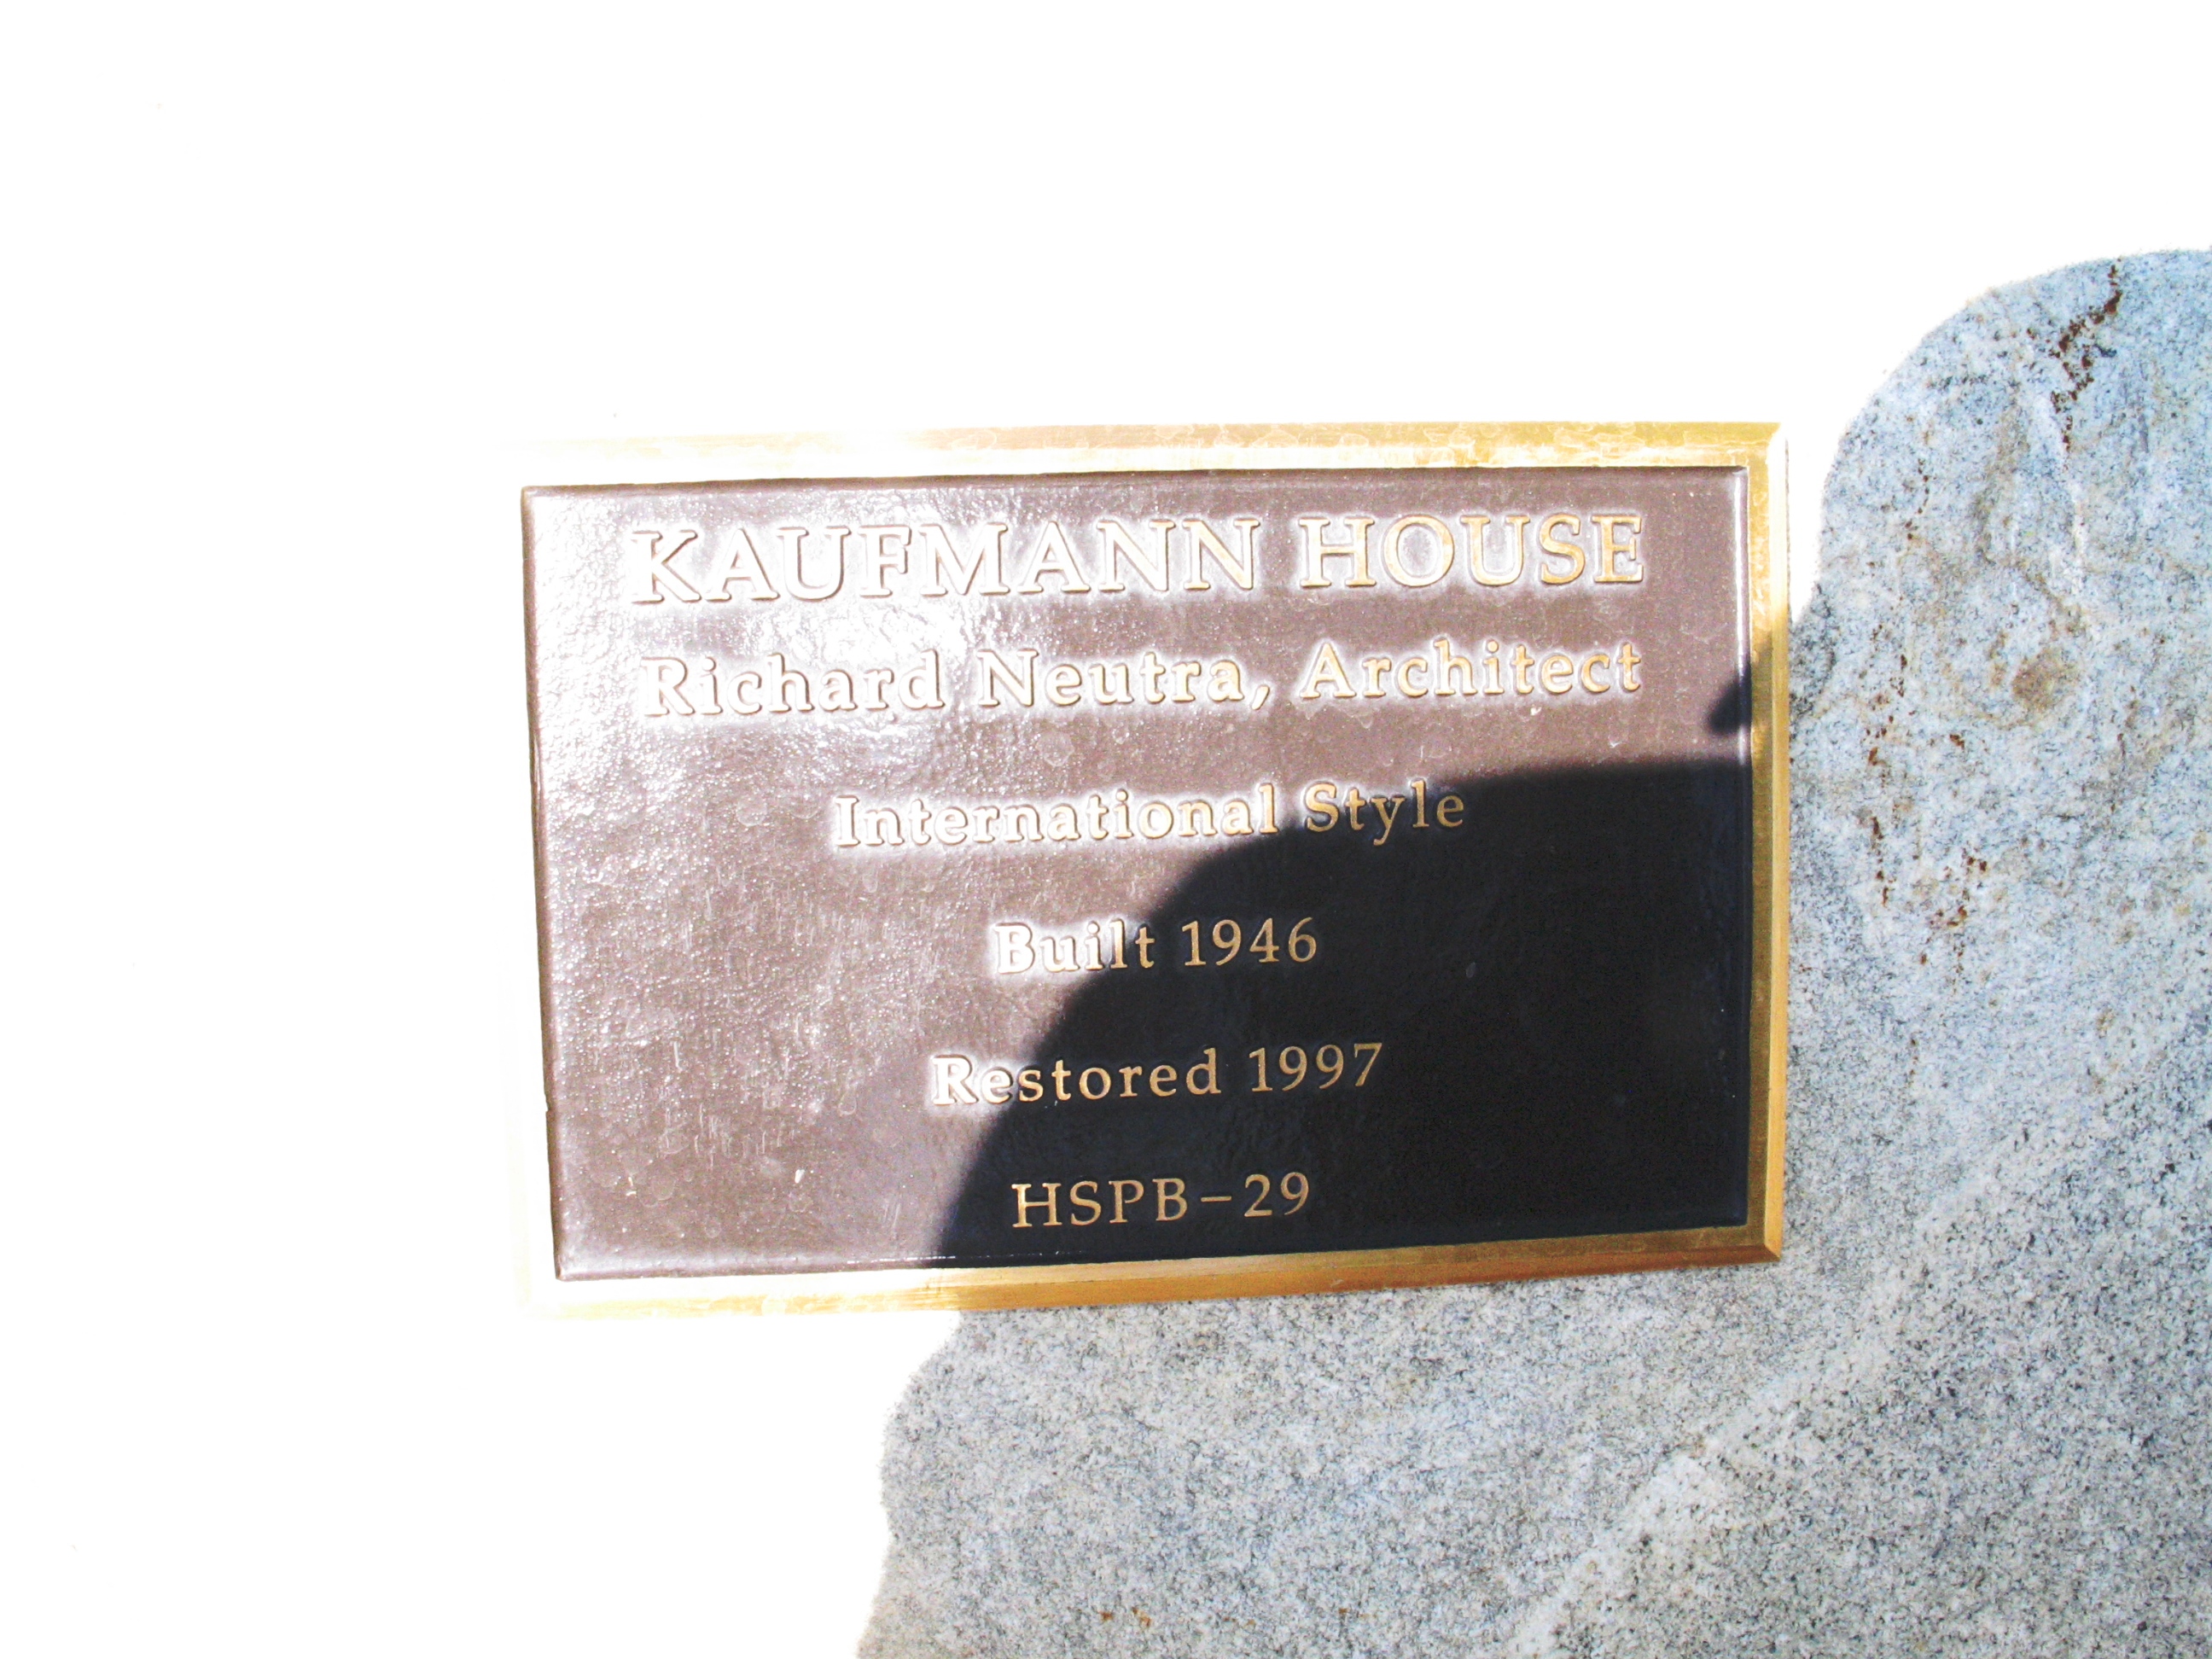 KAUFMANN HOUSE
Richard Neutra, Architect
International Style
Built 1946
Restored 1997
HSPB-29